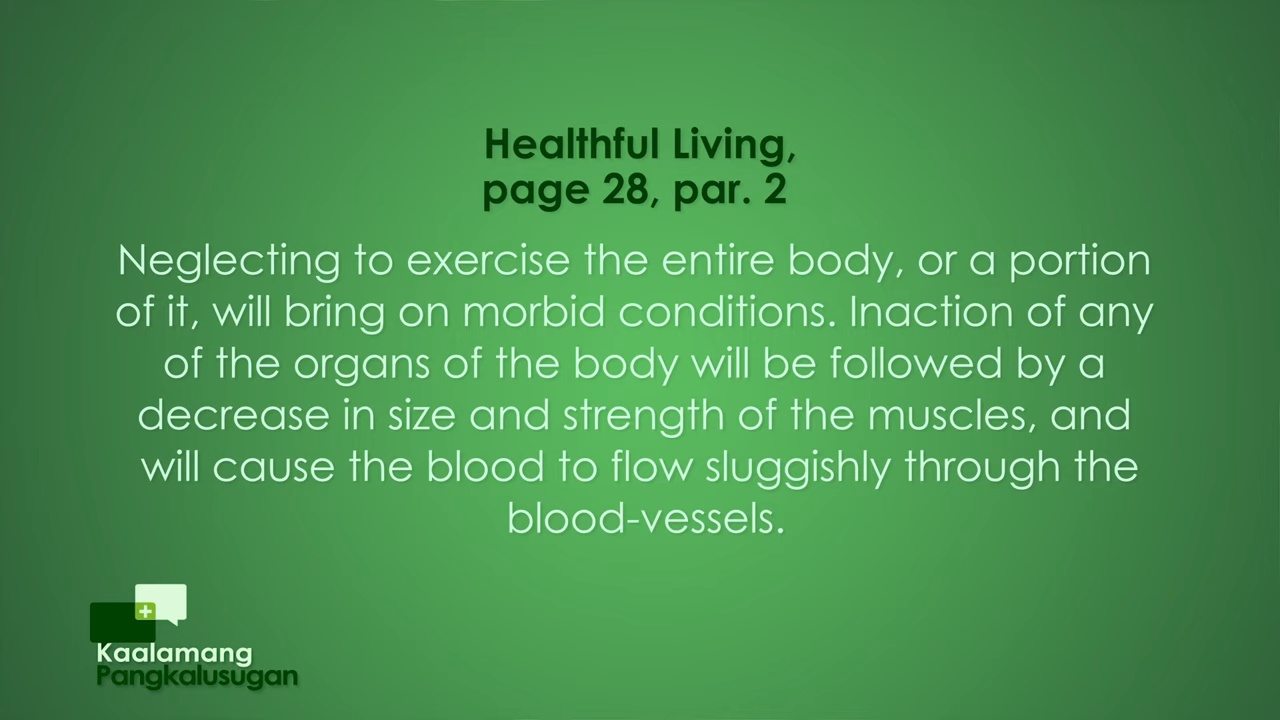 Healthful Living,
page 28, par. 2
Neglecting to exercise the entire body, or a portion
of it, will bring on morbid conditions. Inaction of any
of the organs of the body will be followed by a
decrease in size and strength of the muscles, and
will cause the blood to flow sluggishly through the
blood-vessels.
Kaalamang
Pangkalusugan